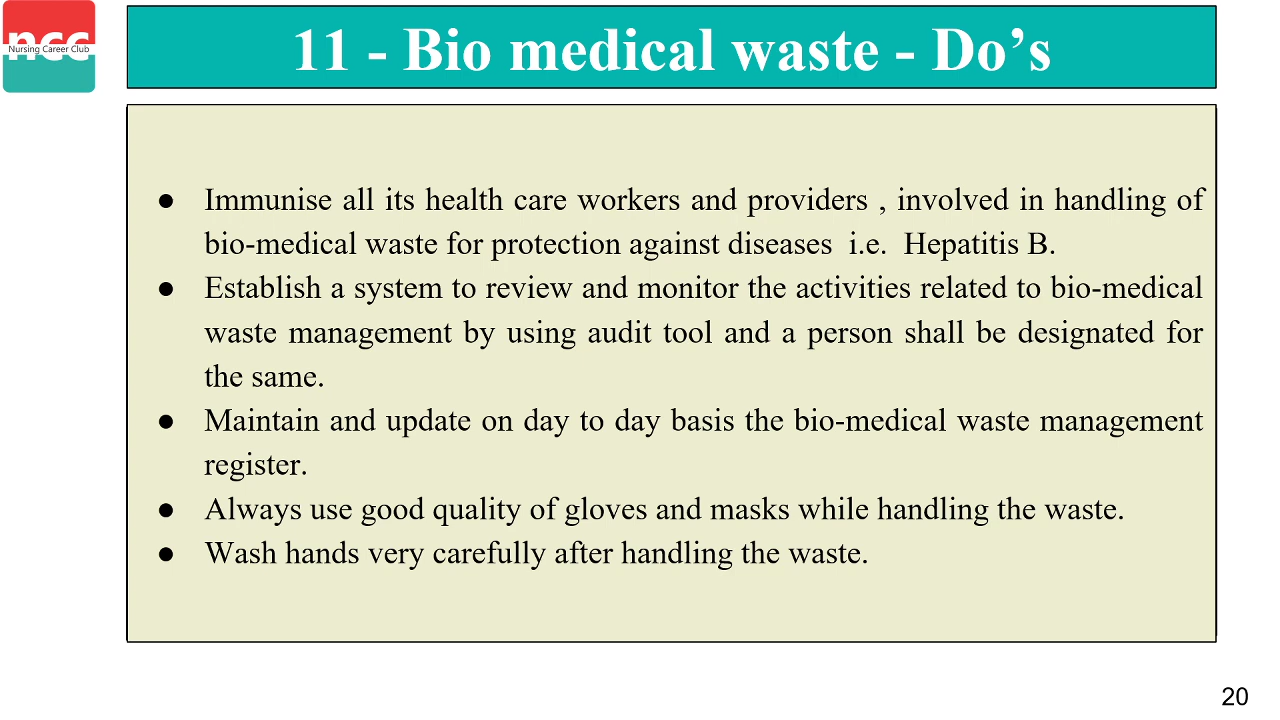 ncc
Nursing Career Club
11 - Bio medical waste - Do’s
● Immunise all its health care workers and providers , involved in handling of
bio-medical waste for protection against diseases i.e. Hepatitis B.
● Establish a system to review and monitor the activities related to bio-medical
waste management by using audit tool and a person shall be designated for
the same.
● Maintain and update on day to day basis the bio-medical waste management
register.
● Always use good quality of gloves and masks while handling the waste.
● Wash hands very carefully after handling the waste.
20